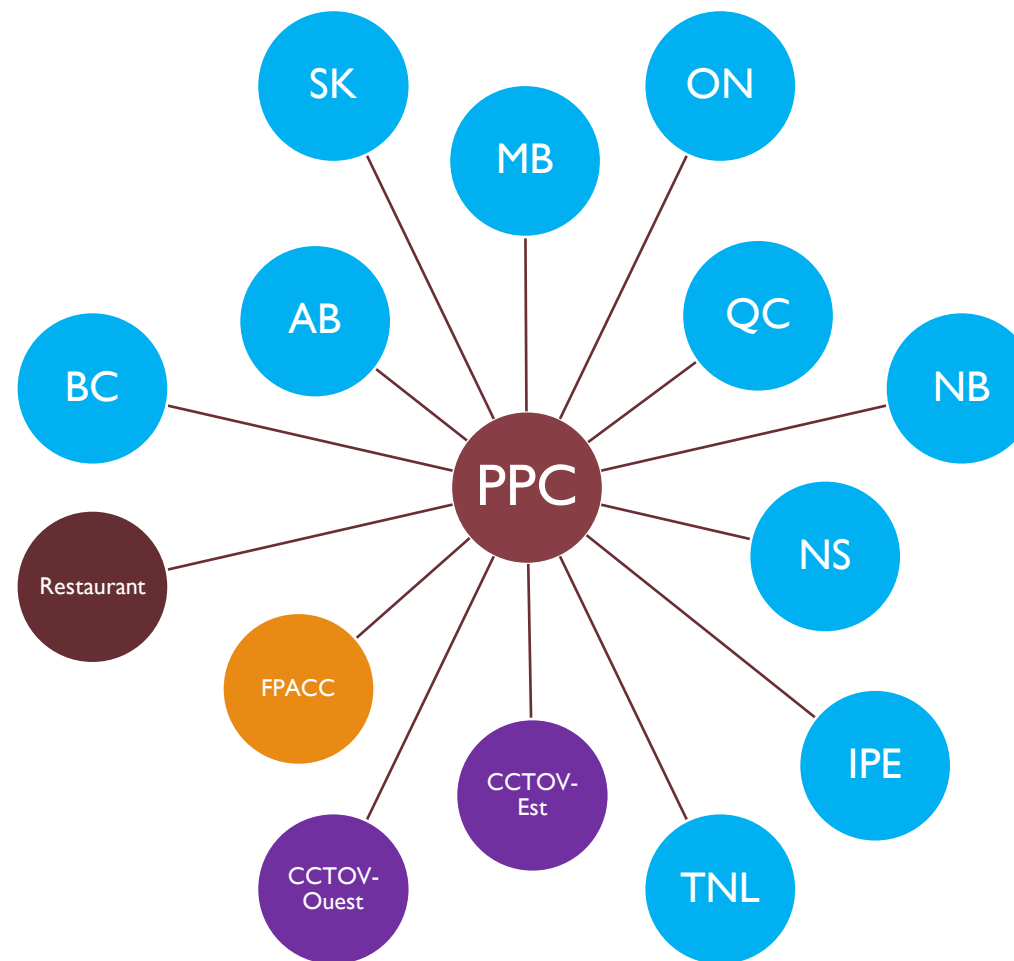 SK
ON
MB
AB
QC
BC
NB
PPC
NS
Restaurant
FPACC
IPE
CCTOV-
Est
CCTOV-
Ouest
TNL